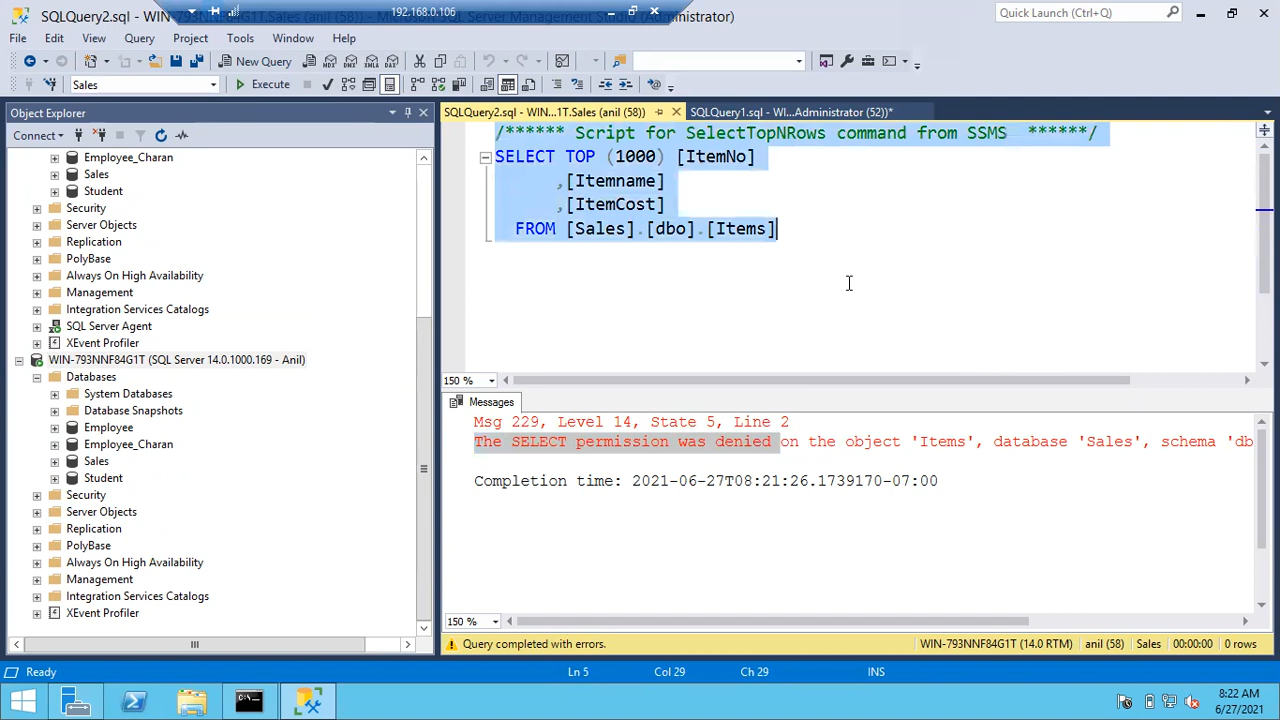 SQLQuery2.sql - WIN-793NNF84G1T.Sales (anil (58))
192.168.0.106
SQL Server Management Studio (Administrator)
Quick Launch (Ctrl+Q)
File Edit View Query Project Tools Window Help
New Query
MDX DMX XMLA DAX
Sales
Execute
Object Explorer
SQLQuery2.sql - WIN...1T.Sales (anil (58))
SQLQuery1.sql - WI...Administrator (52))*
Connect
Employee_Charan
Sales
Student
Security
Server Objects
Replication
PolyBase
Always On High Availability
Management
Integration Services Catalogs
SQL Server Agent
XEvent Profiler
WIN-793NNF84G1T (SQL Server 14.0.1000.169 - Anil)
Databases
System Databases
Database Snapshots
Employee
Employee_Charan
Sales
Student
Security
Server Objects
Replication
PolyBase
Always On High Availability
Management
Integration Services Catalogs
XEvent Profiler
/****** Script for SelectTopNRows command from SSMS ******/
SELECT TOP (1000) [ItemNo]
,[Itemname]
,[ItemCost]
FROM [Sales].[dbo].[Items]
150 %
Messages
Msg 229, Level 14, State 5, Line 2
The SELECT permission was denied on the object 'Items', database 'Sales', schema 'db
Completion time: 2021-06-27T08:21:26.1739170-07:00
150 %
Query completed with errors.
WIN-793NNF84G1T (14.0 RTM)
anil (58)
Sales
00:00:00
0 rows
Ready
Ln 5
Col 29
Ch 29
INS
8:22 AM
6/27/2021